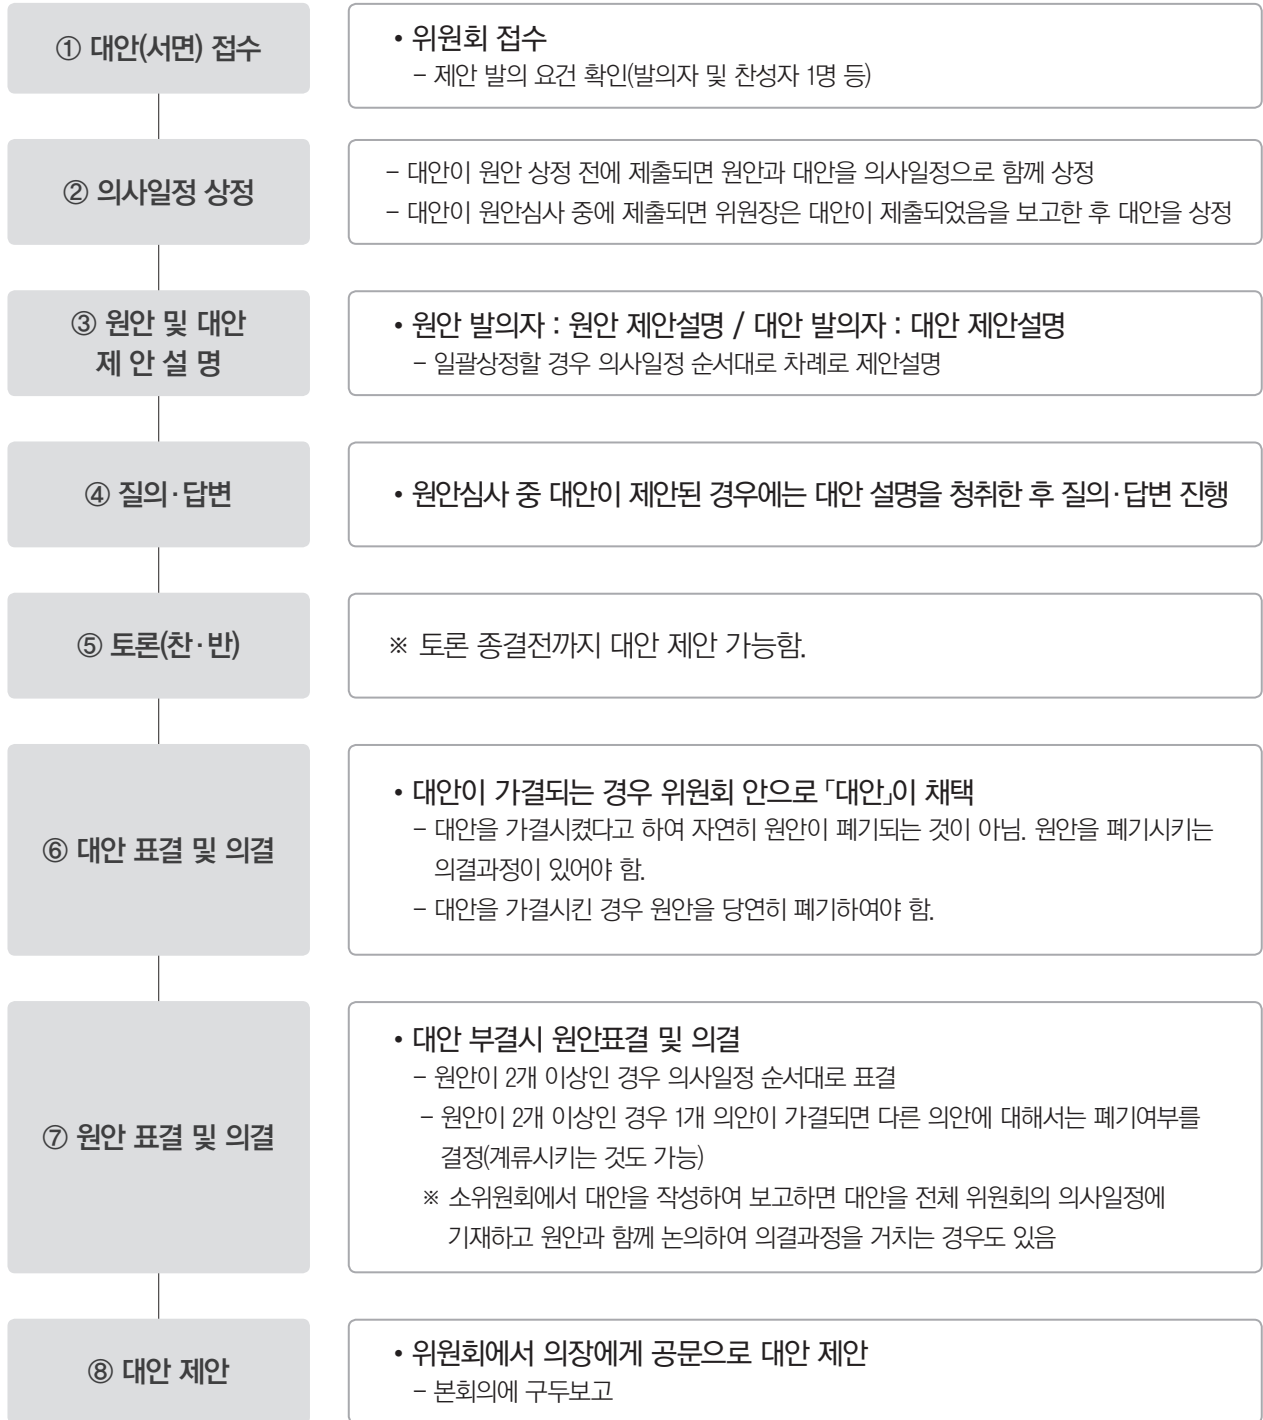 ① 대안(서면) 접수
• 위원회 접수
– 제안 발의 요건 확인(발의자 및 찬성자 1명 등)
② 의사일정 상정
– 대안이 원안 상정 전에 제출되면 원안과 대안을 의사일정으로 함께 상정
– 대안이 원안심사 중에 제출되면 위원장은 대안이 제출되었음을 보고한 후 대안을 상정
③ 원안 및 대안
제 안 설 명
• 원안 발의자 : 원안 제안설명 / 대안 발의자 : 대안 제안설명
– 일괄상정할 경우 의사일정 순서대로 차례로 제안설명
④ 질의·답변
• 원안심사 중 대안이 제안된 경우에는 대안 설명을 청취한 후 질의·답변 진행
⑤ 토론(찬·반)
※ 토론 종결전까지 대안 제안 가능함.
⑥ 대안 표결 및 의결
• 대안이 가결되는 경우 위원회 안으로 「대안」이 채택
– 대안을 가결시켰다고 하여 자연히 원안이 폐기되는 것이 아님. 원안을 폐기시키는
의결과정이 있어야 함.
– 대안을 가결시킨 경우 원안을 당연히 폐기하여야 함.
⑦ 원안 표결 및 의결
• 대안 부결시 원안표결 및 의결
– 원안이 2개 이상인 경우 의사일정 순서대로 표결
– 원안이 2개 이상인 경우 1개 의안이 가결되면 다른 의안에 대해서는 폐기여부를
결정(계류시키는 것도 가능)
※ 소위원회에서 대안을 작성하여 보고하면 대안을 전체 위원회의 의사일정에
기재하고 원안과 함께 논의하여 의결과정을 거치는 경우도 있음
⑧ 대안 제안
• 위원회에서 의장에게 공문으로 대안 제안
– 본회의에 구두보고